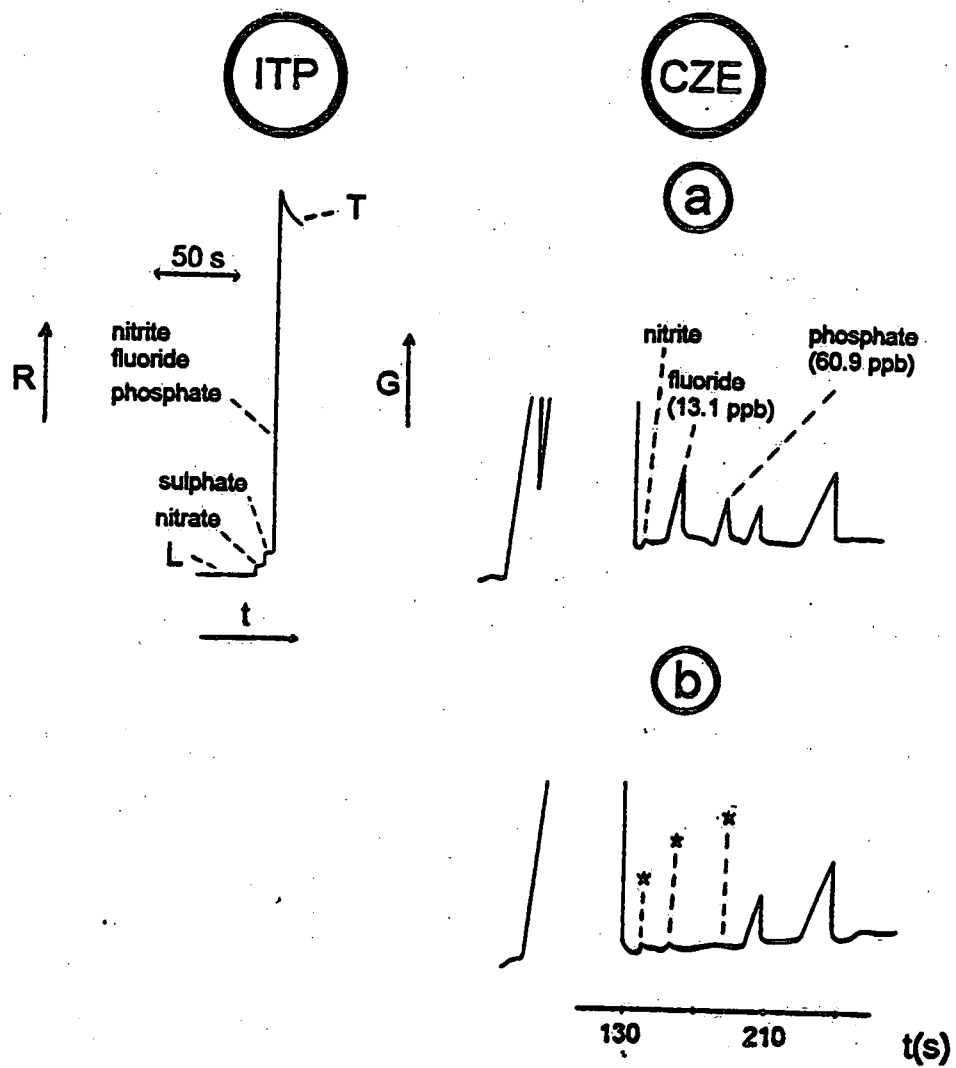 ITP
CZE
a
T
50 s
nitrite
fluoride
phosphate
R
sulphate
nitrate
L
t
G
nitrite
fluoride
(13.1 ppb)
phosphate
(60.9 ppb)
b
*
*
*
130
210
t(s)